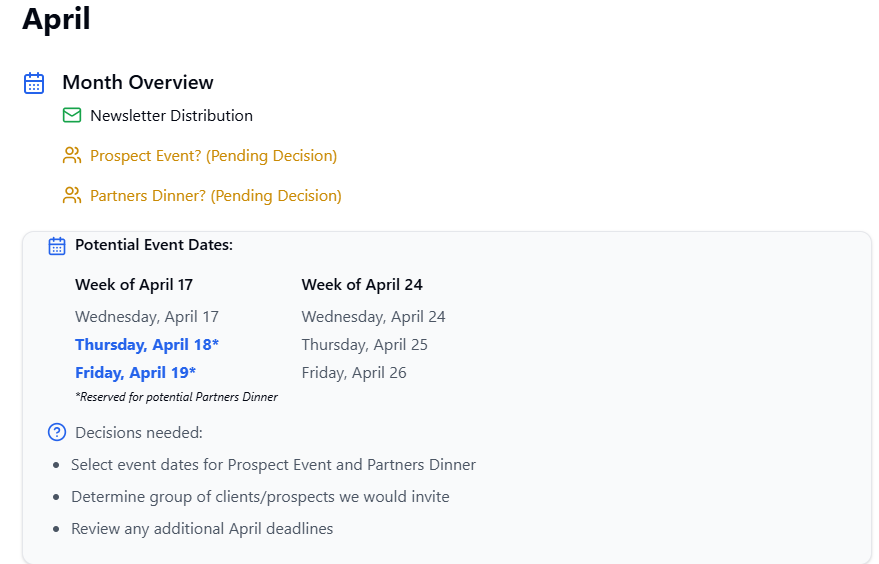 April
Month Overview
Newsletter Distribution
Prospect Event? (Pending Decision)
Partners Dinner? (Pending Decision)
Potential Event Dates:
Week of April 17
Wednesday, April 17
Thursday, April 18*
Friday, April 19*
*Reserved for potential Partners Dinner
Week of April 24
Wednesday, April 24
Thursday, April 25
Friday, April 26
Decisions needed:
Select event dates for Prospect Event and Partners Dinner
Determine group of clients/prospects we would invite
Review any additional April deadlines